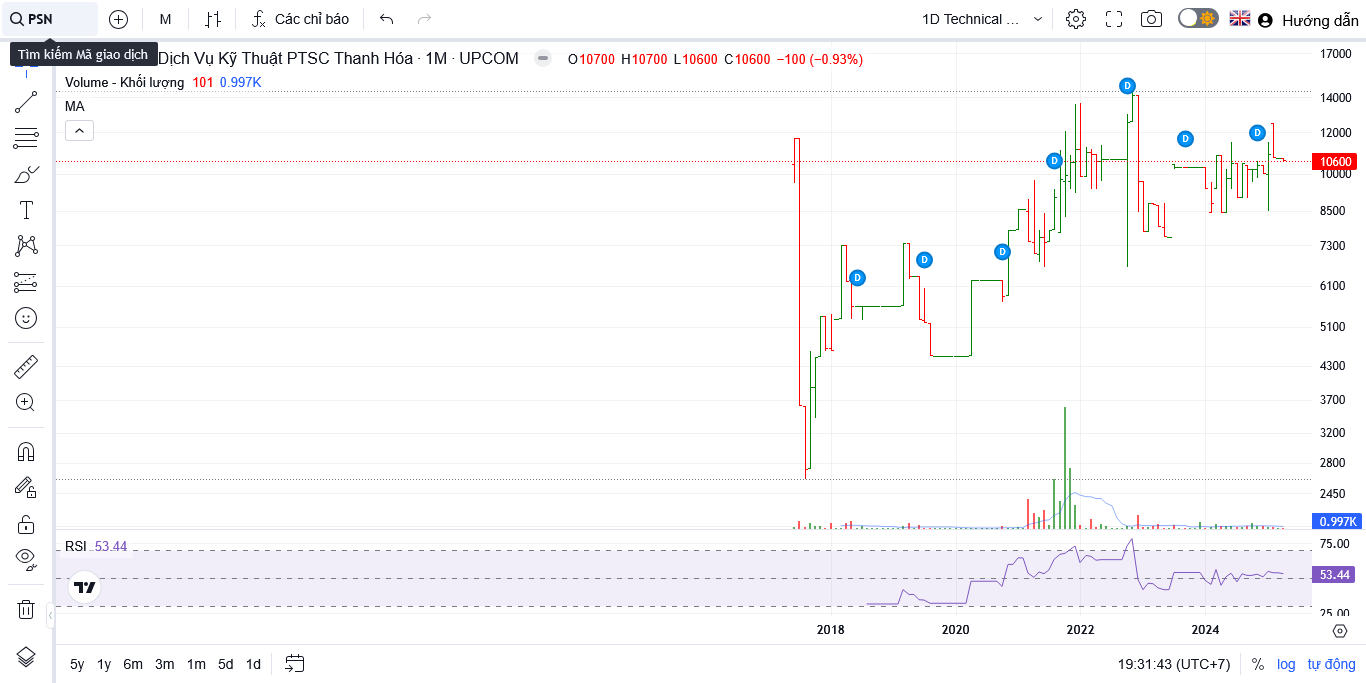 PSN
M
Các chỉ báo
1D Technical ...
Hướng dẫn
Tìm kiếm Mã giao dịch
Dịch Vụ Kỹ Thuật PTSC Thanh Hóa · 1M · UPCOM
O10700 H10700 L10600 C10600 −100 (−0.93%)
Volume - Khối lượng 101 0.997K
MA
17000
14000
12000
10600
10000
8500
7300
6100
5100
4300
3700
3200
2800
2450
0.997K
D
D
D
D
D
D
D
RSI 53.44
75.00
53.44
25.00
2018
2020
2022
2024
5y 1y 6m 3m 1m 5d 1d
19:31:43 (UTC+7)
% log tự động